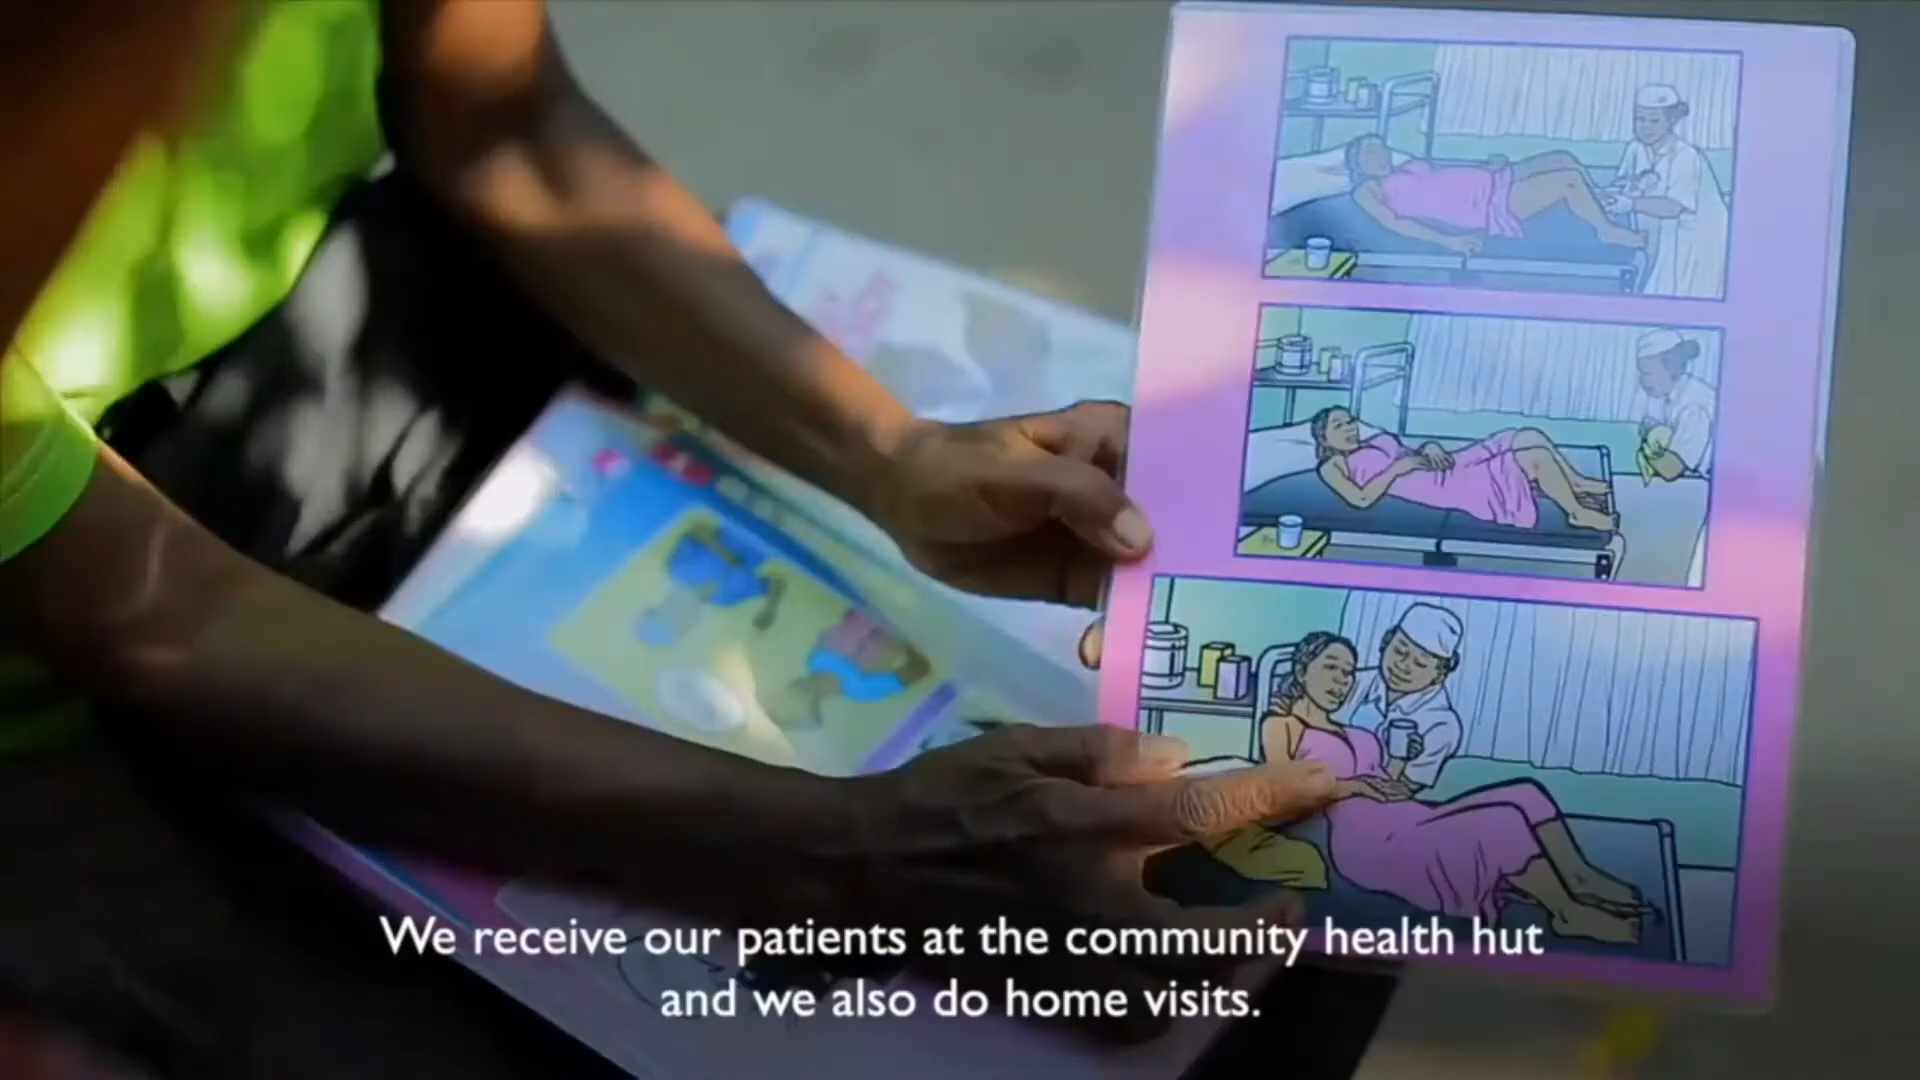 We receive our patients at the community health hut
and we also do home visits.